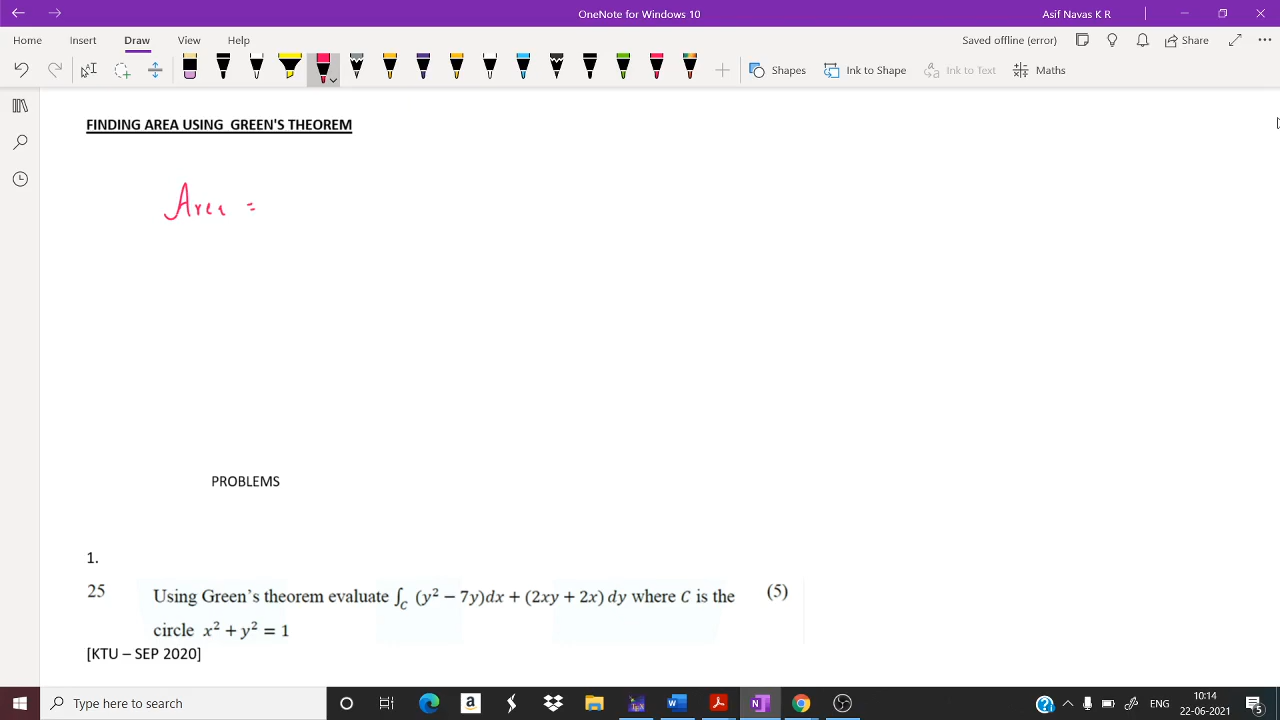 OneNote for Windows 10
Asif Navas K R
Home Insert Draw View Help
Saved offline (error) Share
Shapes Ink to Shape Ink to Text Maths
FINDING AREA USING GREEN'S THEOREM
Area =
PROBLEMS
1.
25 Using Green's theorem evaluate ∫_C (y² − 7y)dx + (2xy + 2x) dy where C is the (5)
circle x² + y² = 1
[KTU – SEP 2020]
Type here to search
ENG 10:14
22-06-2021 5